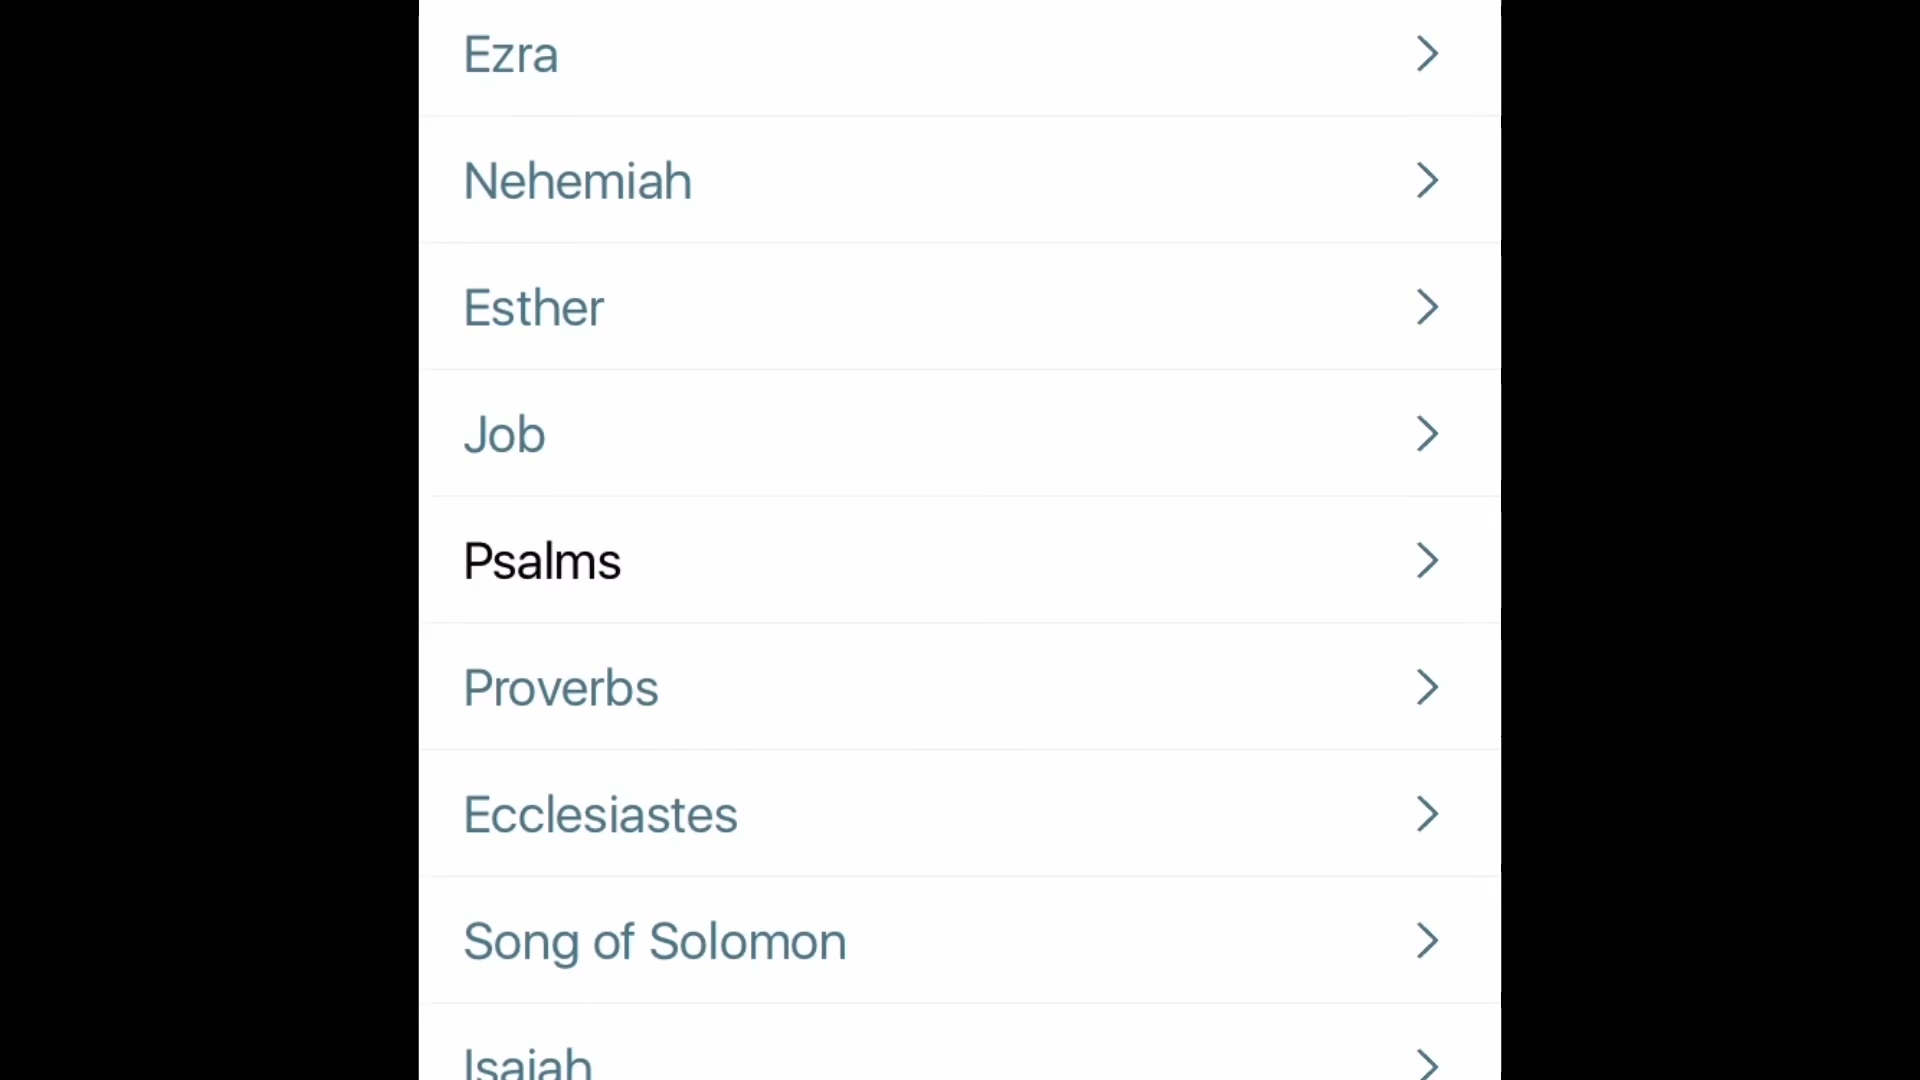 Ezra
Nehemiah
Esther
Job
Psalms
Proverbs
Ecclesiastes
Song of Solomon
Isaiah